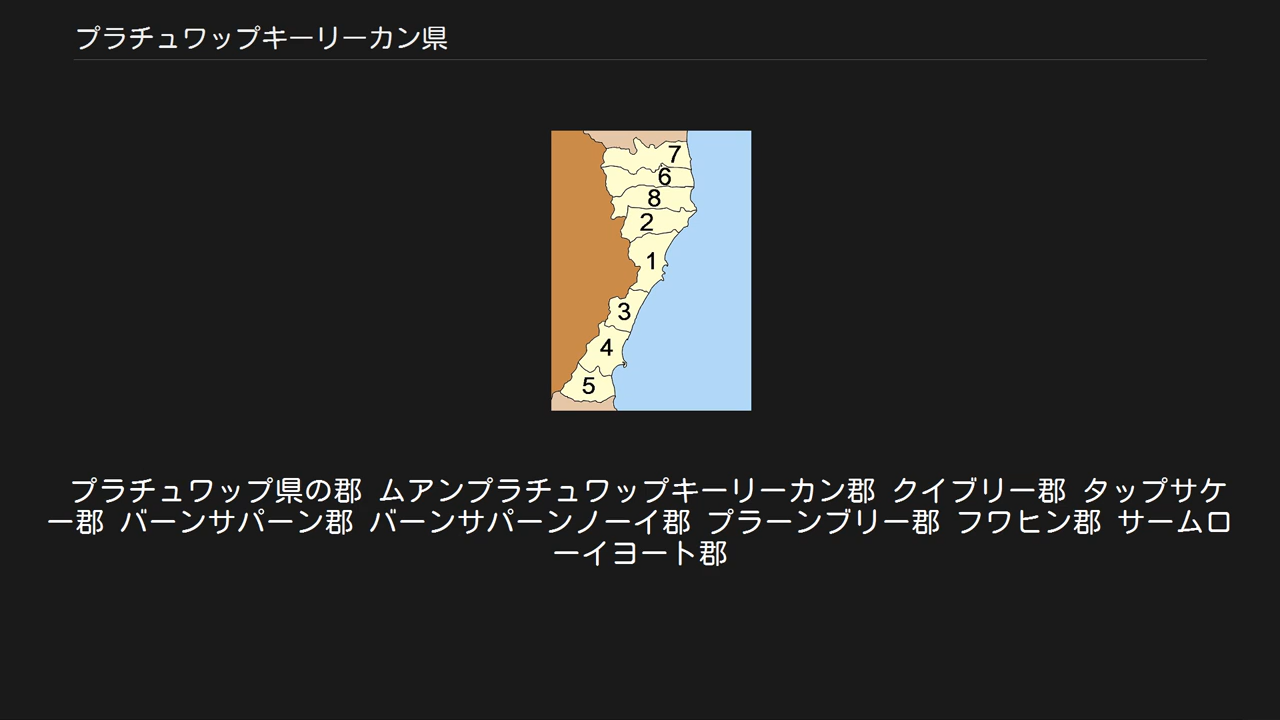 プラチュワップキーリーカン県
7
6
8
2
1
3
4
5
プラチュワップ県の郡 ムアンプラチュワップキーリーカン郡 クイブリー郡 タップサケ
ー郡 バーンサパーン郡 バーンサパーンノーイ郡 プラーンブリー郡 フワヒン郡 サームロ
ーイヨート郡